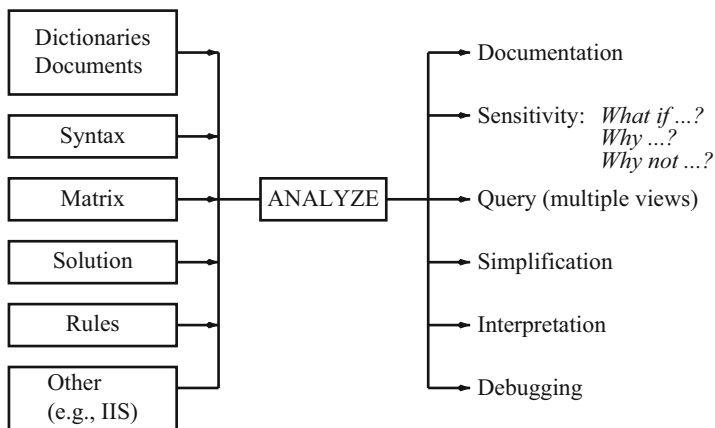 Dictionaries
Documents
Syntax
Matrix
Solution
Rules
Other
(e.g., IIS)
ANALYZE
Documentation
Sensitivity: What if ...?
Why ...?
Why not ...?
Query (multiple views)
Simplification
Interpretation
Debugging